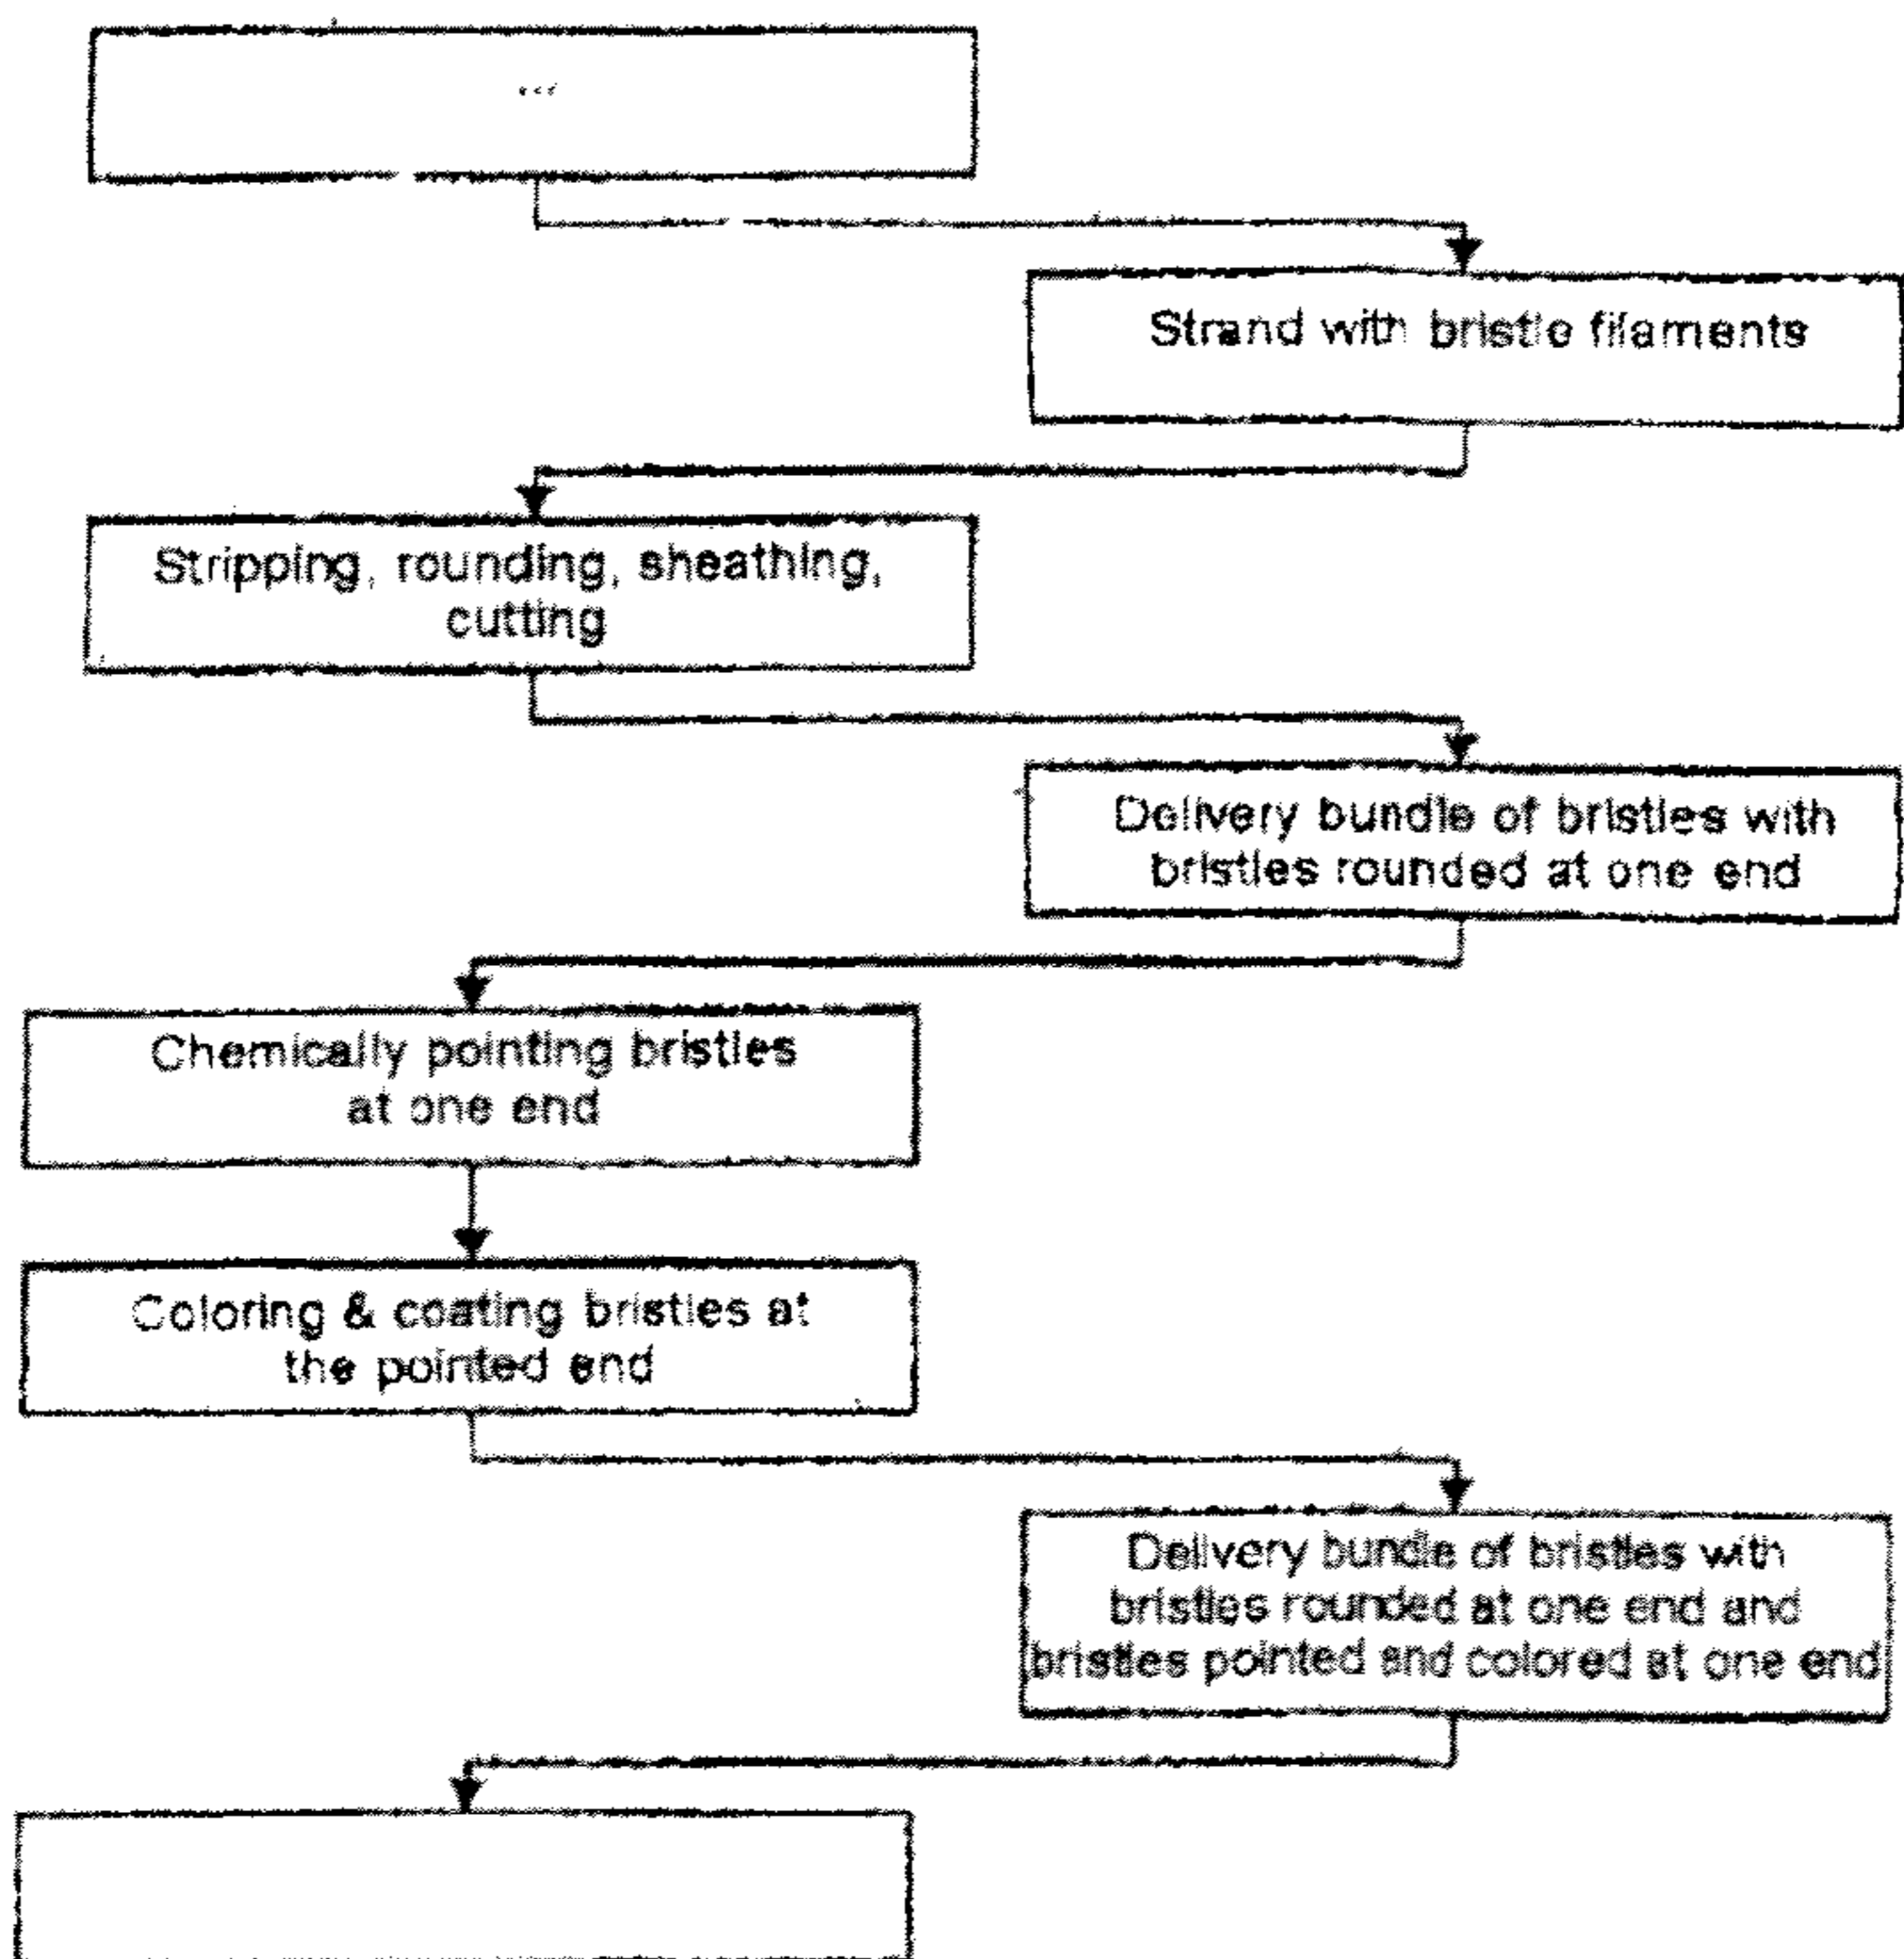 ...
Strand with bristle filaments
Stripping, rounding, sheathing,
cutting
Delivery bundle of bristles with
bristles rounded at one end
Chemically pointing bristles
at one end
Coloring & coating bristles at
the pointed end
Delivery bundle of bristles with
bristles rounded at one end and
bristles pointed and colored at one end